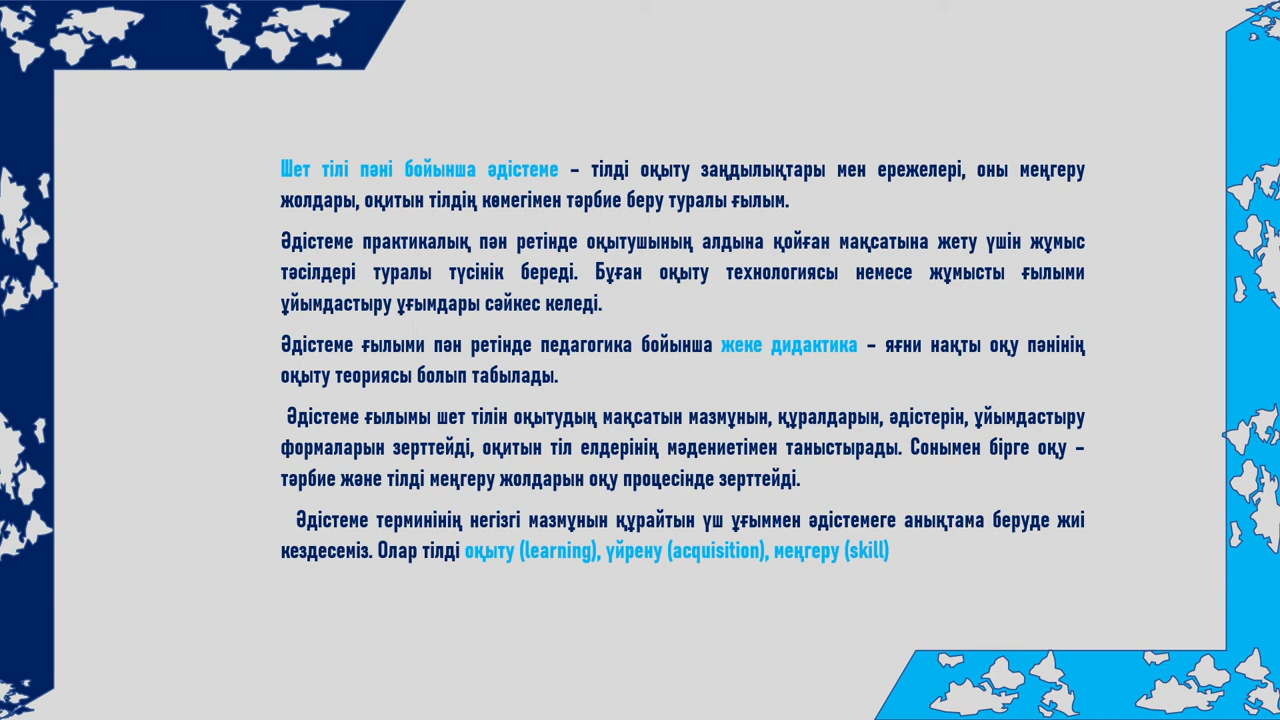 Шет тілі пәні бойынша әдістеме – тілді оқыту заңдылықтары мен ережелері, оны меңгеру
жолдары, оқитын тілдің көмегімен тәрбие беру туралы ғылым.
Әдістеме практикалық пән ретінде оқытушының алдына қойған мақсатына жету үшін жұмыс
тәсілдері туралы түсінік береді. Бұған оқыту технологиясы немесе жұмысты ғылыми
ұйымдастыру ұғымдары сәйкес келеді.
Әдістеме ғылыми пән ретінде педагогика бойынша жеке дидактика – яғни нақты оқу пәнінің
оқыту теориясы болып табылады.
Әдістеме ғылымы шет тілін оқытудың мақсатын мазмұнын, құралдарын, әдістерін, ұйымдастыру
формаларын зерттейді, оқитын тіл елдерінің мәдениетімен таныстырады. Сонымен бірге оқу –
тәрбие және тілді меңгеру жолдарын оқу процесінде зерттейді.
Әдістеме терминінің негізгі мазмұнын құрайтын үш ұғыммен әдістемеге анықтама беруде жиі
кездесеміз. Олар тілді оқыту (learning), үйрену (acquisition), меңгеру (skill)